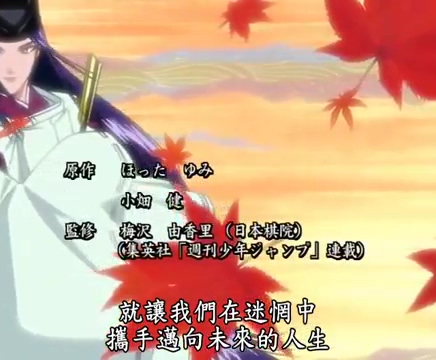 原作 ほった ゆみ
小畑 健
監修 梅沢 由香里 (日本棋院)
(集英社「週刊少年ジャンプ」連載)
就讓我們在迷惘中
攜手邁向未來的人生